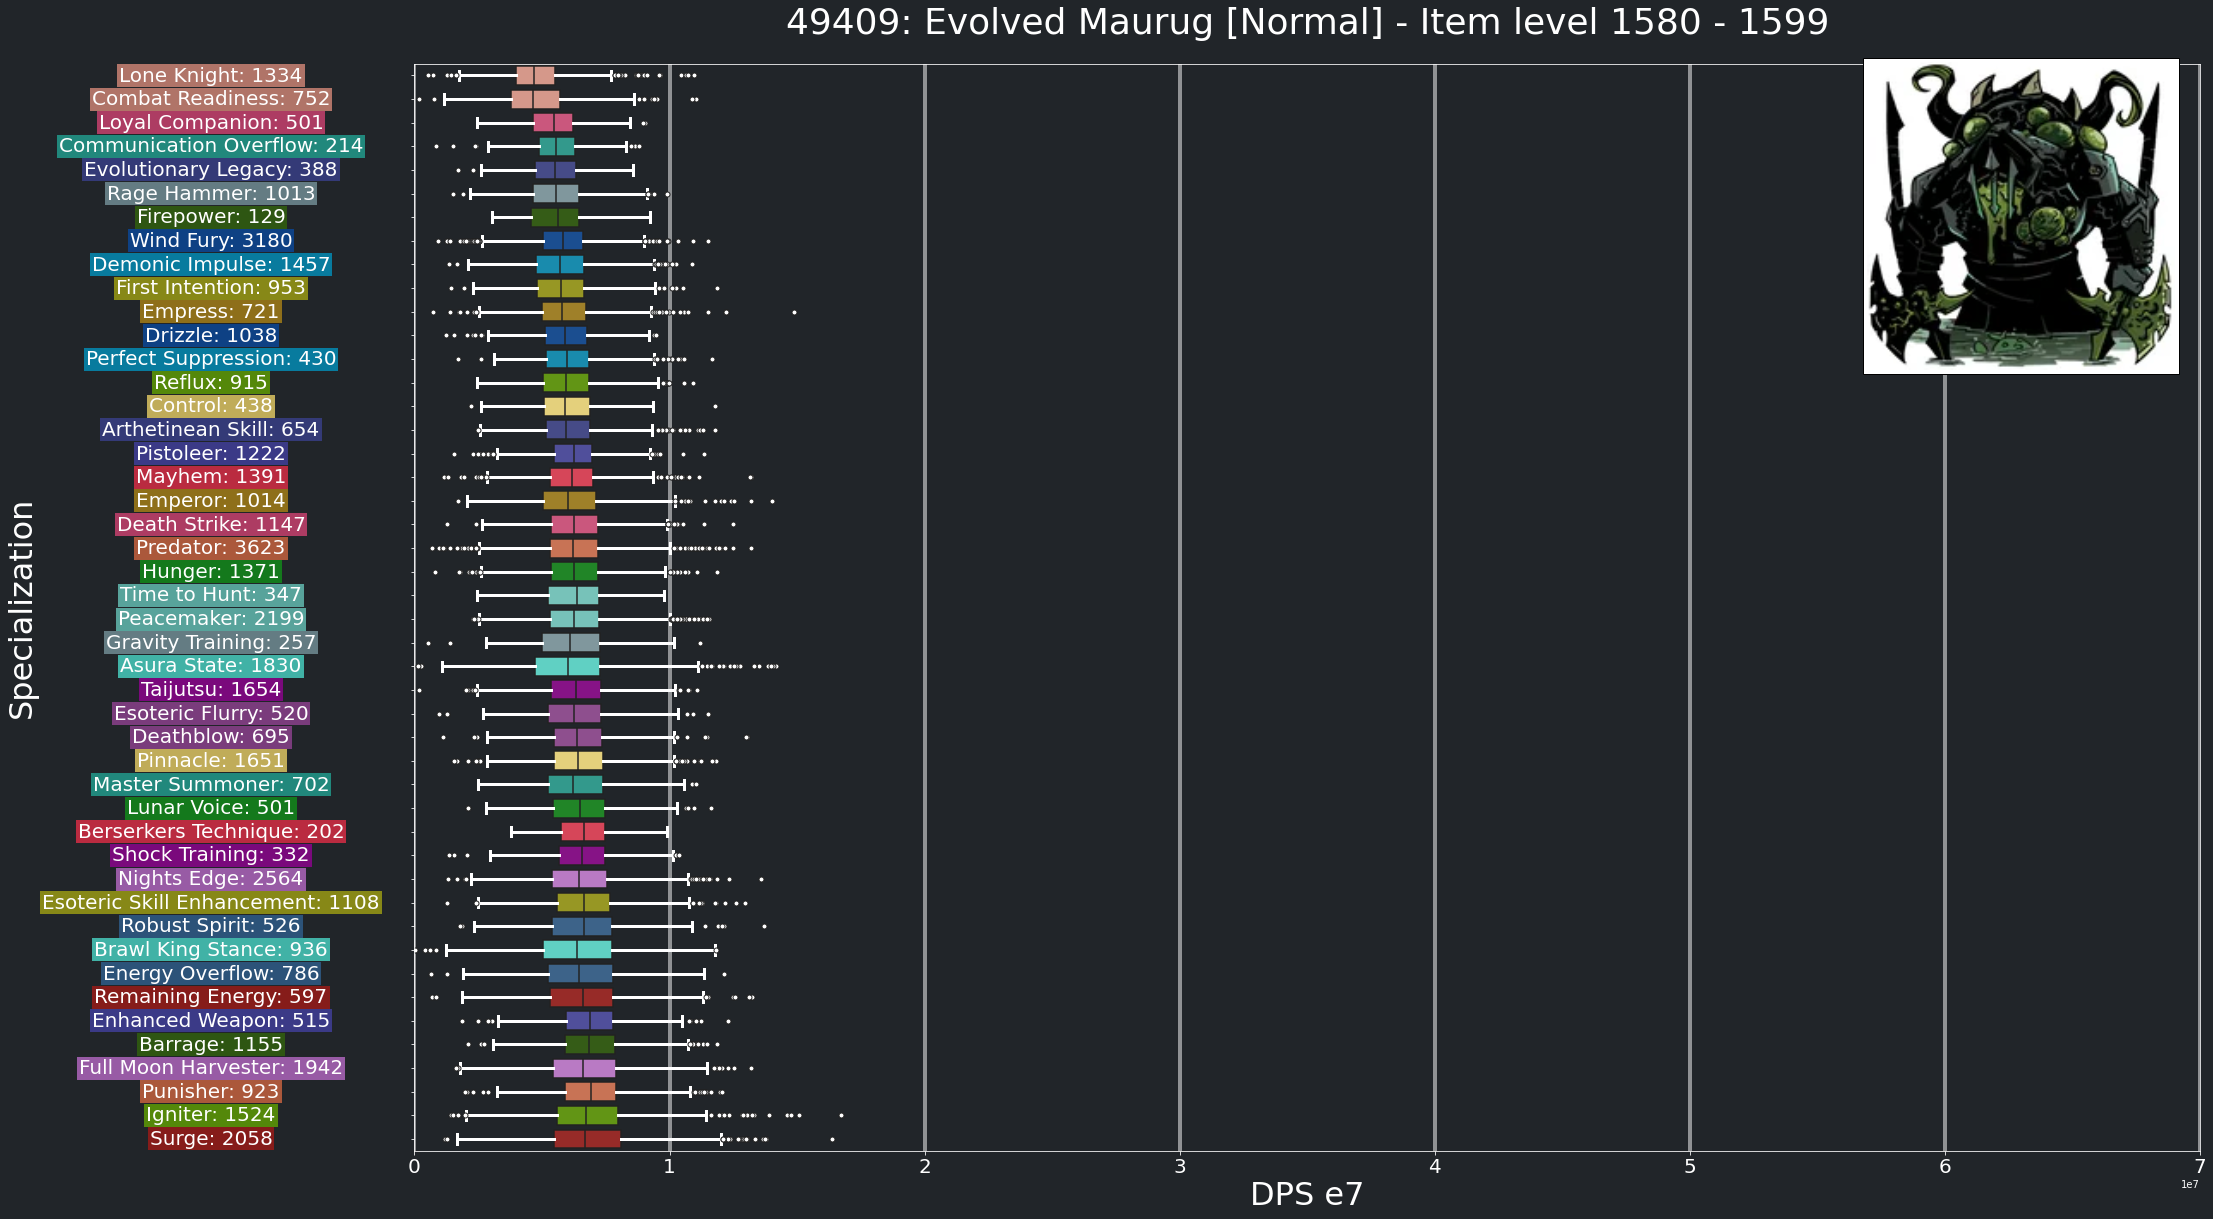 49409: Evolved Maurug [Normal] - Item level 1580 - 1599
Lone Knight: 1334
Combat Readiness: 752
Loyal Companion: 501
Communication Overflow: 214
Evolutionary Legacy: 388
Rage Hammer: 1013
Firepower: 129
Wind Fury: 3180
Demonic Impulse: 1457
First Intention: 953
Empress: 721
Drizzle: 1038
Perfect Suppression: 430
Reflux: 915
Control: 438
Arthetinean Skill: 654
Pistoleer: 1222
Mayhem: 1391
Emperor: 1014
Death Strike: 1147
Predator: 3623
Hunger: 1371
Time to Hunt: 347
Peacemaker: 2199
Gravity Training: 257
Asura State: 1830
Taijutsu: 1654
Esoteric Flurry: 520
Deathblow: 695
Pinnacle: 1651
Master Summoner: 702
Lunar Voice: 501
Berserkers Technique: 202
Shock Training: 332
Nights Edge: 2564
Esoteric Skill Enhancement: 1108
Robust Spirit: 526
Brawl King Stance: 936
Energy Overflow: 786
Remaining Energy: 597
Enhanced Weapon: 515
Barrage: 1155
Full Moon Harvester: 1942
Punisher: 923
Igniter: 1524
Surge: 2058
Specialization
0 1 2 3 4 5 6 7
1e7
DPS e7